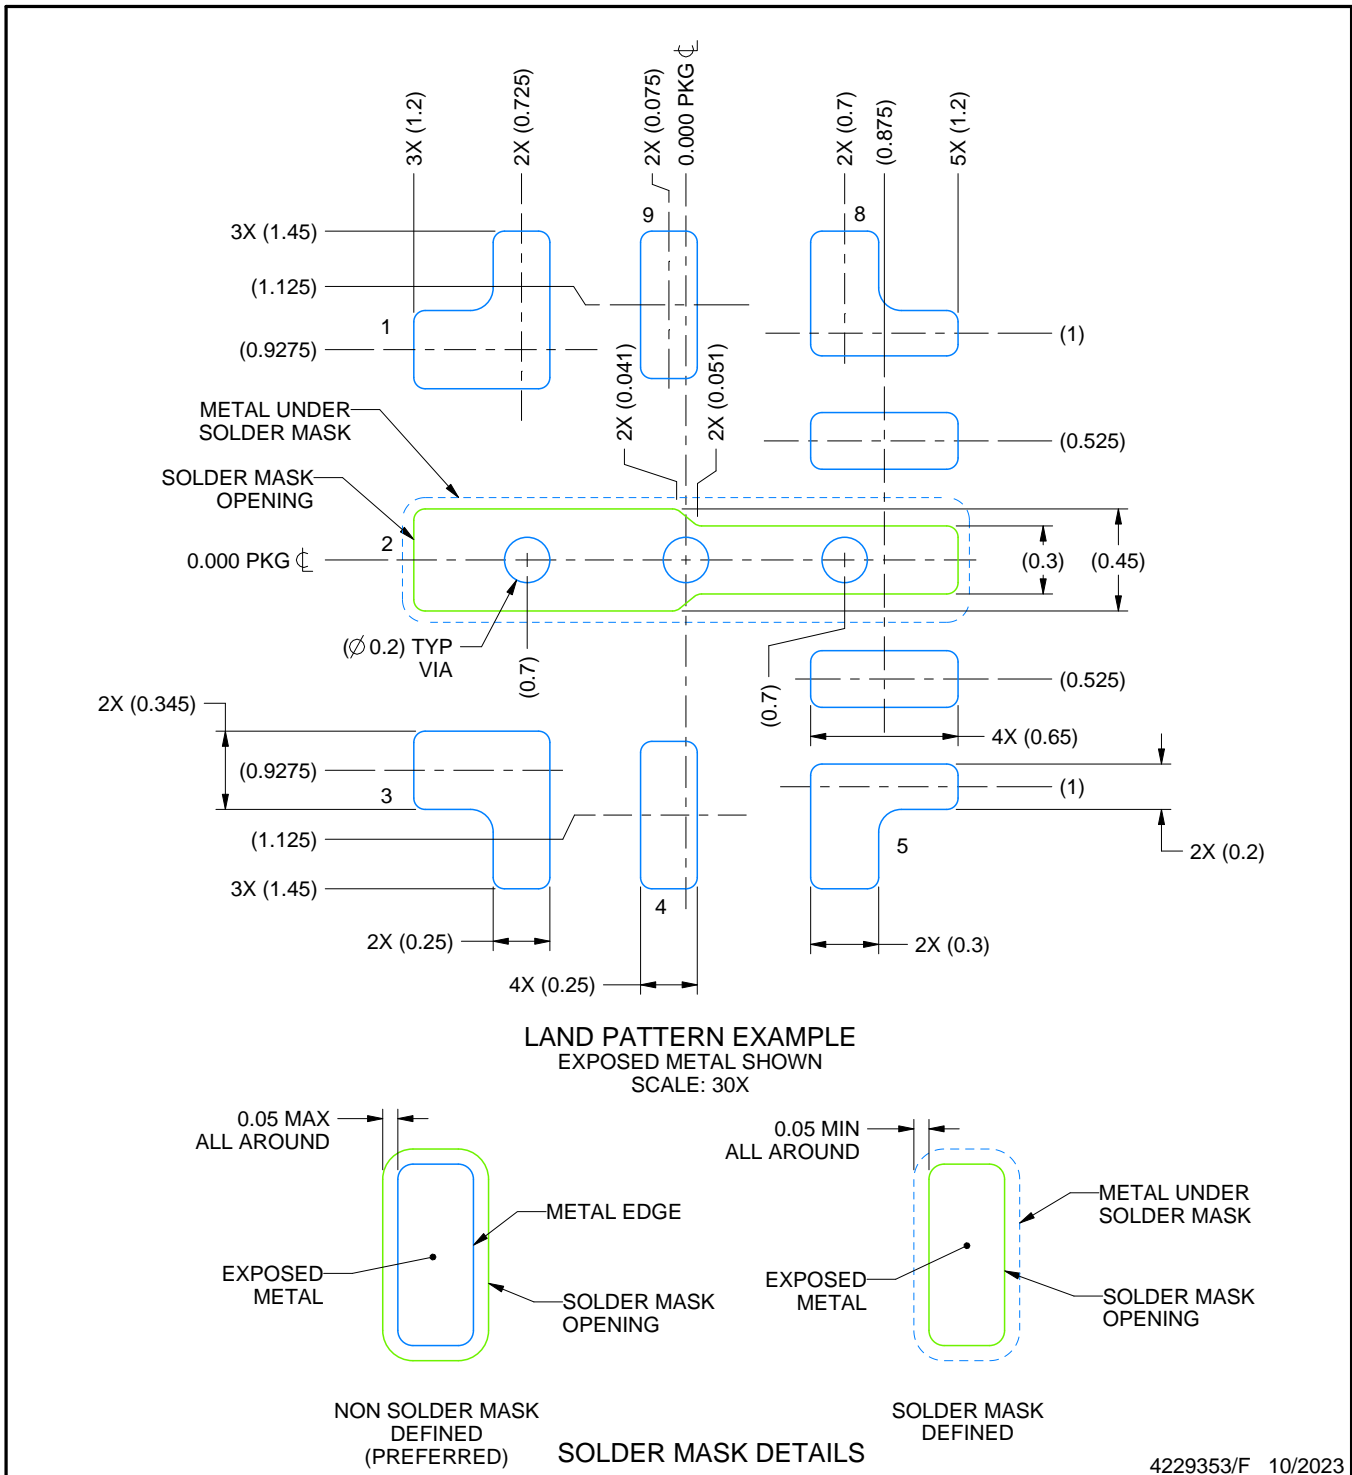 3X (1.2)
2X (0.725)
2X (0.075)
0.000 PKG ℄
2X (0.7)
(0.875)
5X (1.2)
9
8
3X (1.45)
(1.125)
1
(0.9275)
(1)
2X (0.041)
2X (0.051)
METAL UNDER
SOLDER MASK
(0.525)
SOLDER MASK
OPENING
2
0.000 PKG ℄
(0.3)
(0.45)
(∅ 0.2) TYP
VIA
(0.7)
(0.7)
(0.525)
2X (0.345)
4X (0.65)
(0.9275)
3
(1)
(1.125)
5
2X (0.2)
3X (1.45)
4
2X (0.25)
2X (0.3)
4X (0.25)
LAND PATTERN EXAMPLE
EXPOSED METAL SHOWN
SCALE: 30X
0.05 MAX
ALL AROUND
METAL EDGE
EXPOSED
METAL
SOLDER MASK
OPENING
NON SOLDER MASK
DEFINED
(PREFERRED)
0.05 MIN
ALL AROUND
METAL UNDER
SOLDER MASK
EXPOSED
METAL
SOLDER MASK
OPENING
SOLDER MASK
DEFINED
SOLDER MASK DETAILS
4229353/F 10/2023